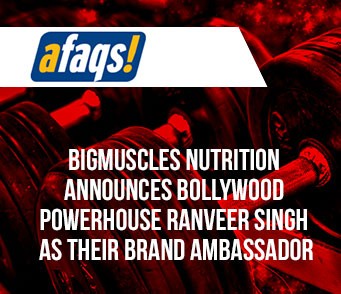 afaqs!
BIGMUSCLES NUTRITION
ANNOUNCES BOLLYWOOD
POWERHOUSE RANVEER SINGH
AS THEIR BRAND AMBASSADOR